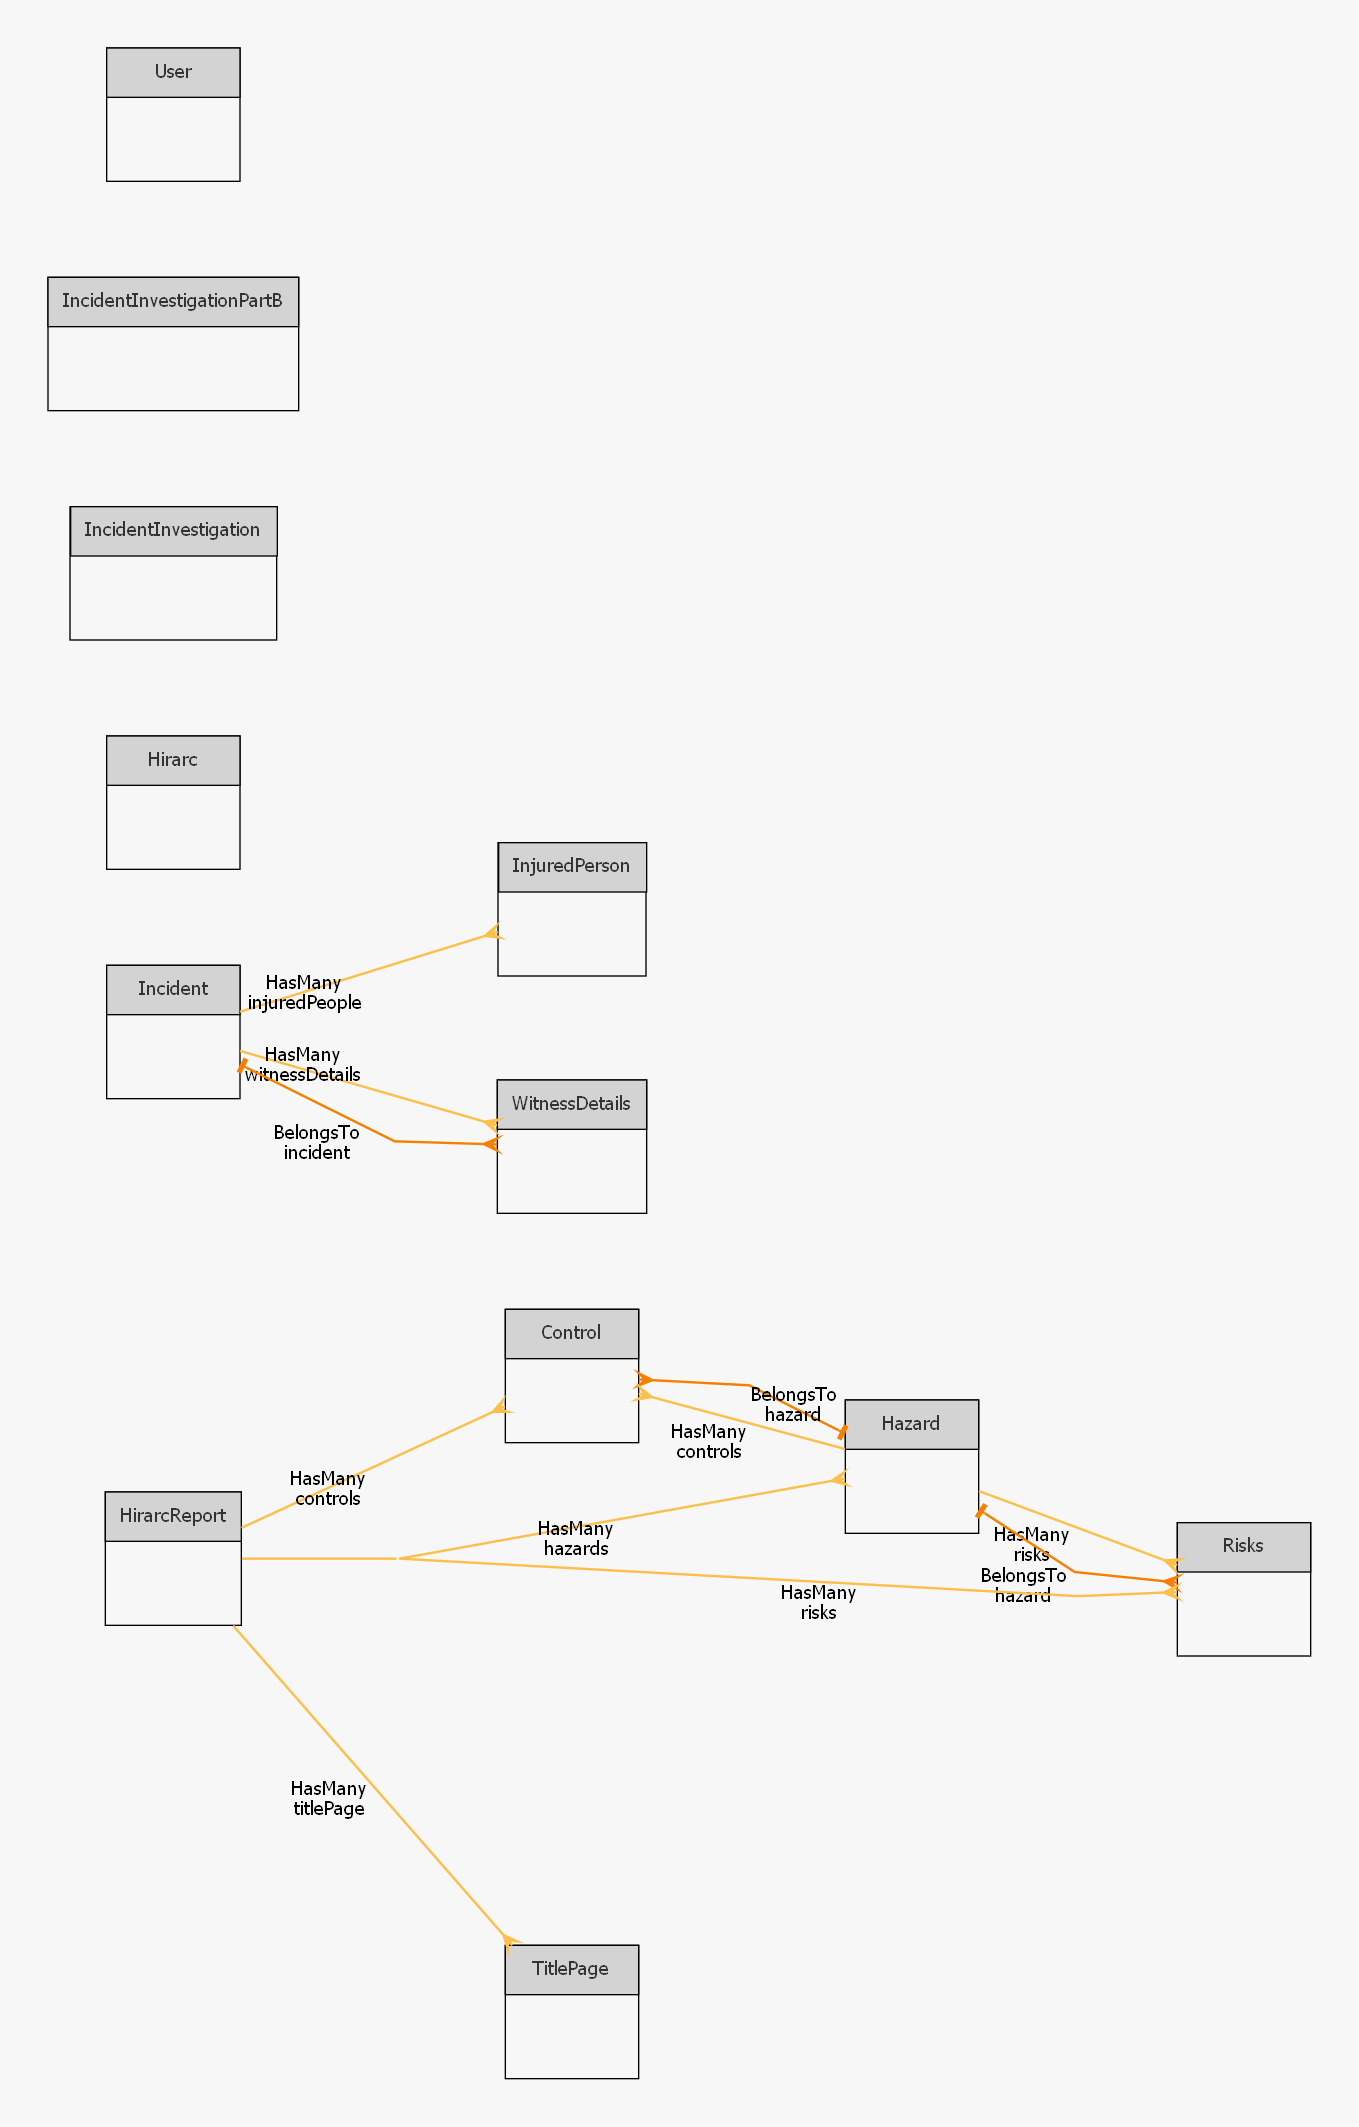 User
IncidentInvestigationPartB
IncidentInvestigation
Hirarc
InjuredPerson
Incident
HasMany
injuredPeople
HasMany
witnessDetails
WitnessDetails
BelongsTo
incident
Control
BelongsTo
hazard
Hazard
HasMany
controls
HasMany
controls
HirarcReport
HasMany
hazards
HasMany
risks
Risks
BelongsTo
hazard
HasMany
risks
HasMany
titlePage
TitlePage